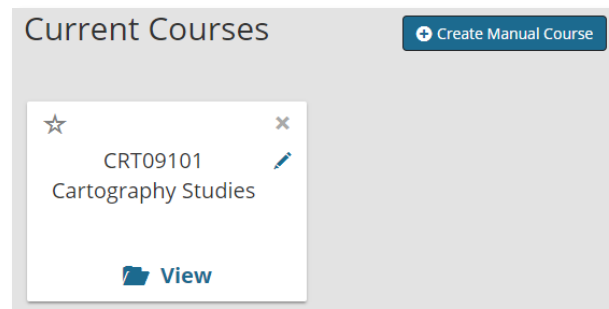 Current Courses
Create Manual Course
CRT09101
Cartography Studies
View